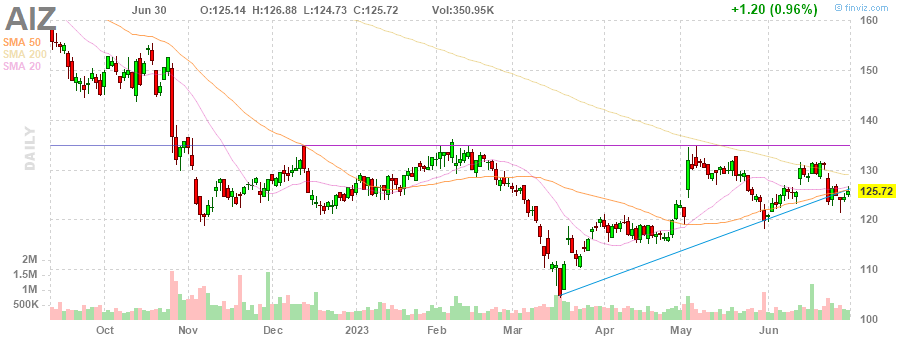 AIZ Jun 30 O:125.14 H:126.88 L:124.73 C:125.72 Vol:350.95K +1.20 (0.96%) © finviz.com
SMA 50
SMA 200
SMA 20
DAILY
160
150
140
130
125.72
120
110
100
2M
1.5M
1M
500K
Oct Nov Dec 2023 Feb Mar Apr May Jun